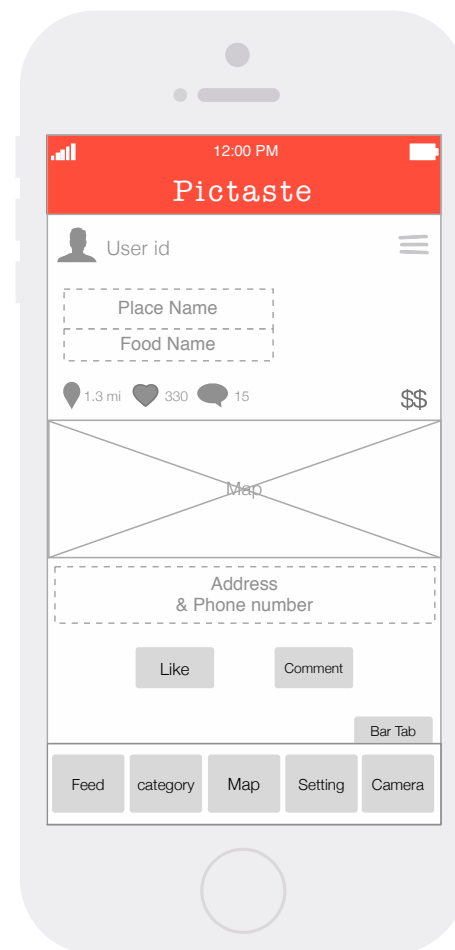 12:00 PM
Pictaste
User id
Place Name
Food Name
1.3 mi 330 15 $$
Map
Address
& Phone number
Like Comment
Bar Tab
Feed category Map Setting Camera